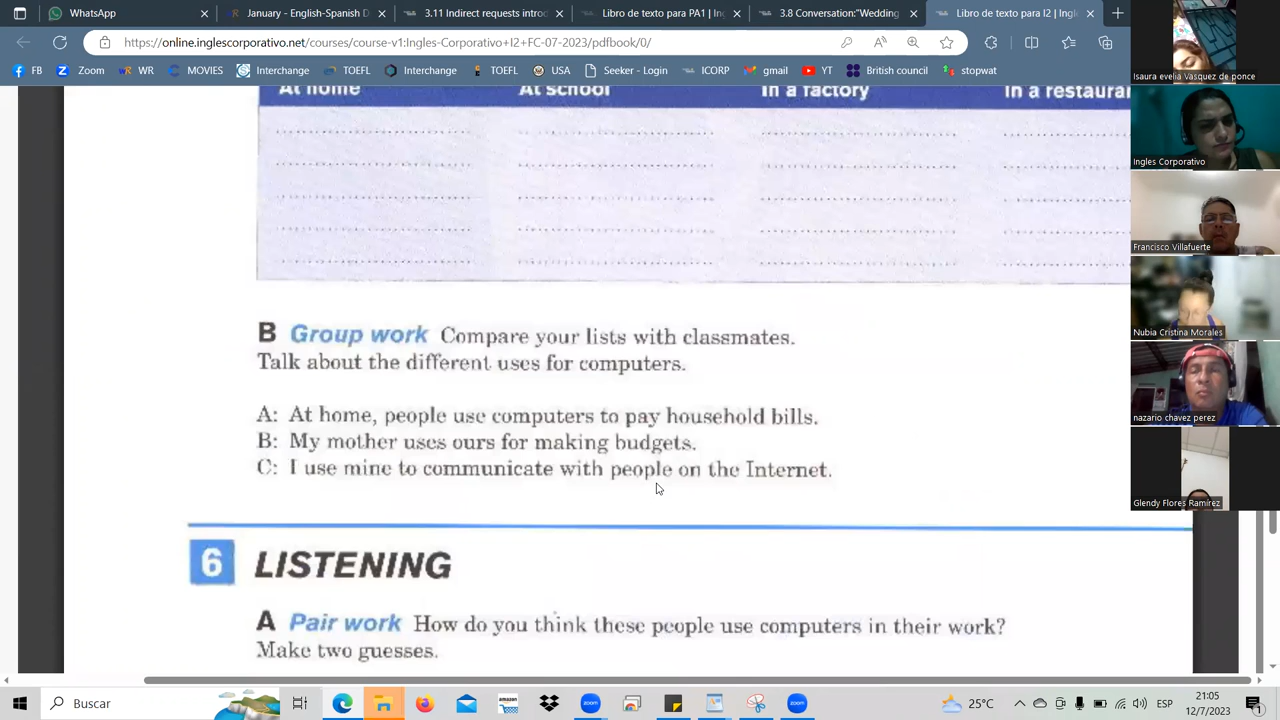 WhatsApp
January - English-Spanish D
3.11 Indirect requests introd
Libro de texto para PA1 | Ing
3.8 Conversation:"Wedding
Libro de texto para I2 | Ingle
https://online.inglescorporativo.net/courses/course-v1:Ingles-Corporativo+I2+FC-07-2023/pdfbook/0/
FB
Zoom
WR
MOVIES
Interchange
TOEFL
Interchange
TOEFL
USA
Seeker - Login
ICORP
gmail
YT
British council
stopwat
At home
At school
In a factory
In a restaura
B Group work Compare your lists with classmates.
Talk about the different uses for computers.
A: At home, people use computers to pay household bills.
B: My mother uses ours for making budgets.
C: I use mine to communicate with people on the Internet.
6 LISTENING
A Pair work How do you think these people use computers in their work?
Make two guesses.
Isaura evelia Vasquez de ponce
Ingles Corporativo
Francisco Villafuerte
Nubia Cristina Morales
nazario chavez perez
Glendy Flores Ramírez
Buscar
amazon
25°C
ESP
21:05
12/7/2023
1